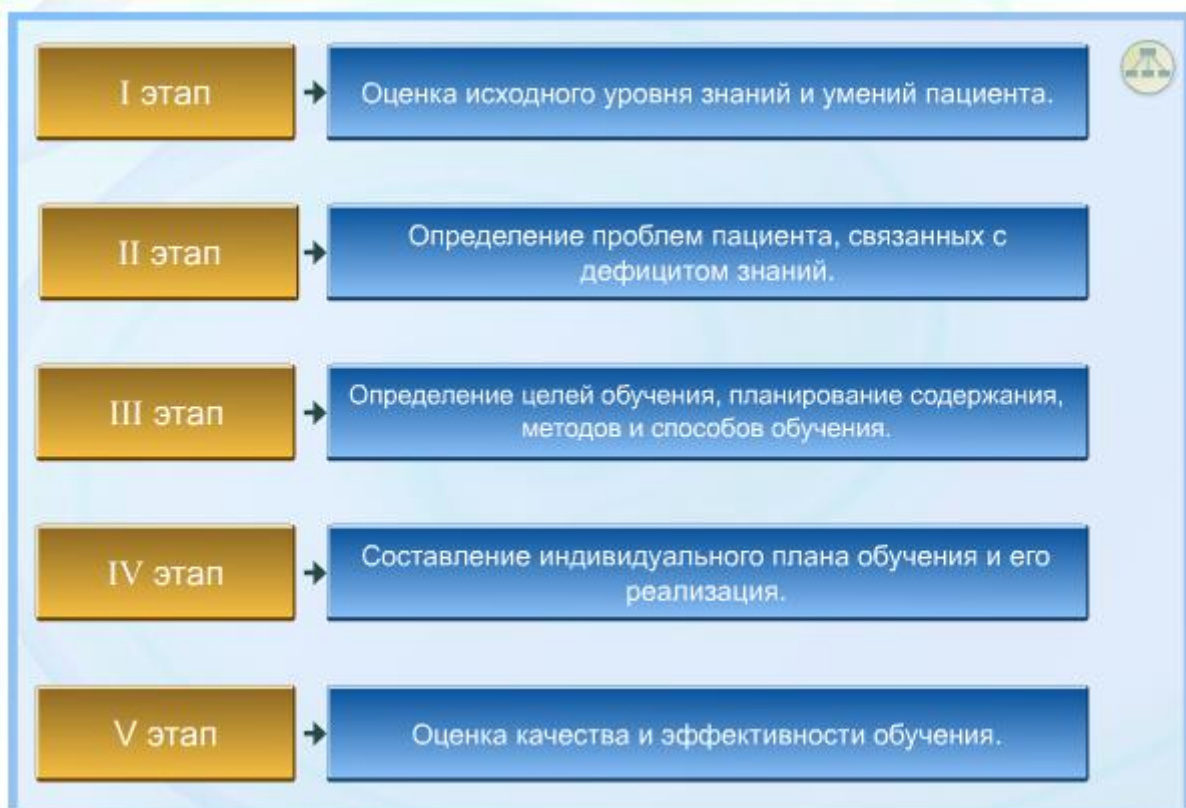 I этап
Оценка исходного уровня знаний и умений пациента.
II этап
Определение проблем пациента, связанных с
дефицитом знаний.
III этап
Определение целей обучения, планирование содержания,
методов и способов обучения.
IV этап
Составление индивидуального плана обучения и его
реализация.
V этап
Оценка качества и эффективности обучения.